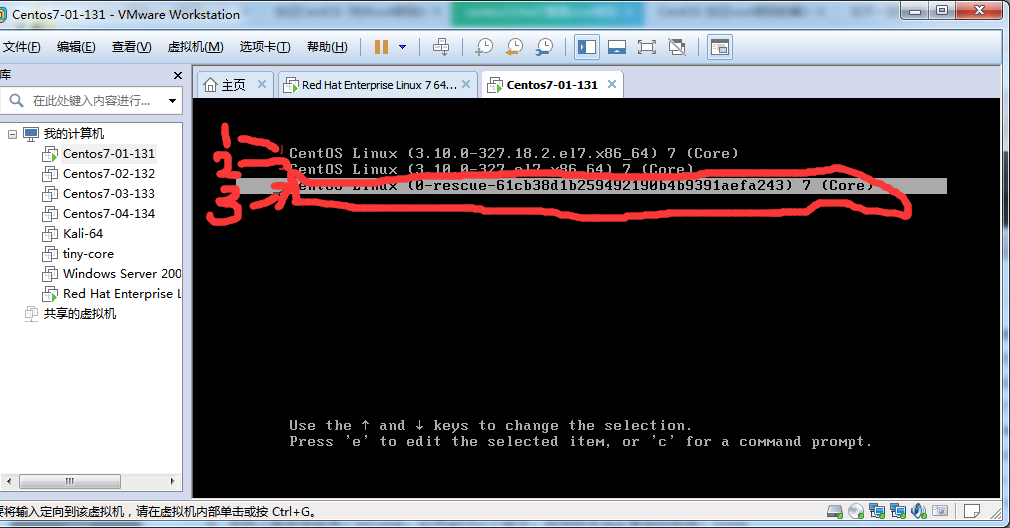 Centos7-01-131 - VMware Workstation
文件(F) 编辑(E) 查看(V) 虚拟机(M) 选项卡(T) 帮助(H)
库
在此处键入内容进行...
主页
Red Hat Enterprise Linux 7 64...
Centos7-01-131
我的计算机
Centos7-01-131
Centos7-02-132
Centos7-03-133
Centos7-04-134
Kali-64
tiny-core
Windows Server 200
Red Hat Enterprise L
共享的虚拟机
1
2
3
CentOS Linux (3.10.0-327.18.2.el7.x86_64) 7 (Core)
CentOS Linux (3.10.0-327.el7.x86_64) 7 (Core)
CentOS Linux (0-rescue-61cb38d1b259492190b4b9391aefa243) 7 (Core)
Use the ↑ and ↓ keys to change the selection.
Press 'e' to edit the selected item, or 'c' for a command prompt.
要将输入定向到该虚拟机，请在虚拟机内部单击或按 Ctrl+G。